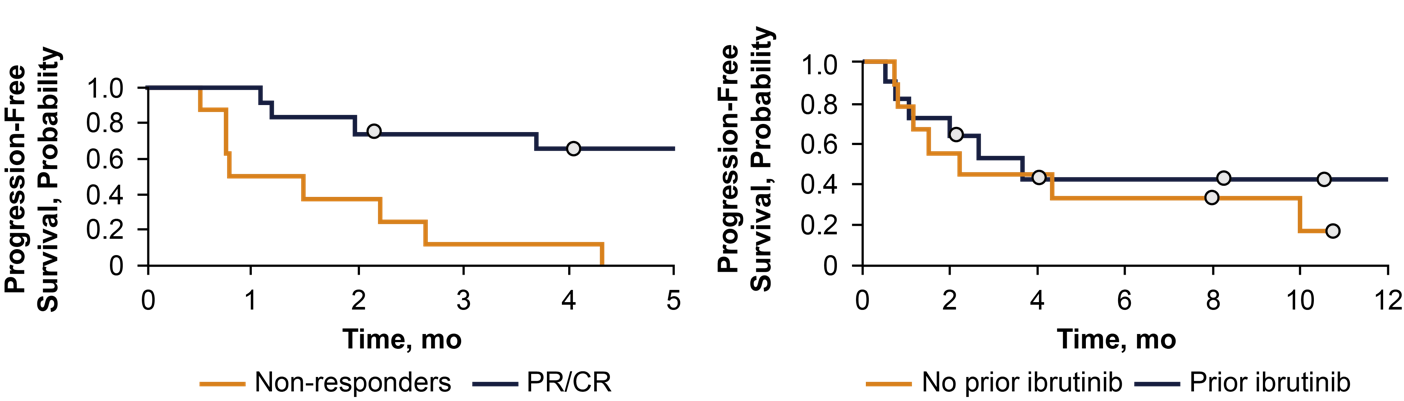 Progression-Free
Survival, Probability
1.0
0.8
0.6
0.4
0.2
0
0 1 2 3 4 5
Time, mo
Non-responders PR/CR
Progression-Free
Survival, Probability
1.0
0.8
0.6
0.4
0.2
0
0 2 4 6 8 10 12
Time, mo
No prior ibrutinib Prior ibrutinib